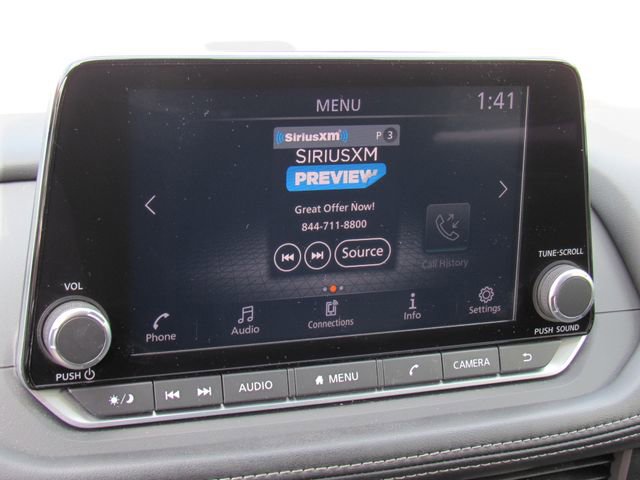 MENU
1:41
SiriusXM
P 3
SIRIUSXM
PREVIEW
Great Offer Now!
844-711-8800
Source
Call History
TUNE-SCROLL
VOL
Phone
Audio
Connections
Info
Settings
PUSH
PUSH SOUND
AUDIO
MENU
CAMERA